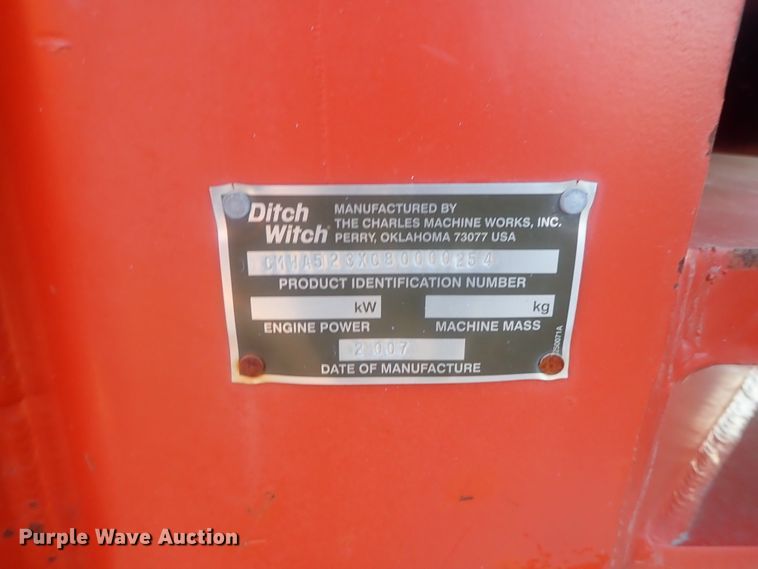 Ditch Witch®
MANUFACTURED BY
THE CHARLES MACHINE WORKS, INC.
PERRY, OKLAHOMA 73077 USA
CMWA523XC80000254
PRODUCT IDENTIFICATION NUMBER
kW
kg
ENGINE POWER
MACHINE MASS
2007
DATE OF MANUFACTURE
Purple Wave Auction